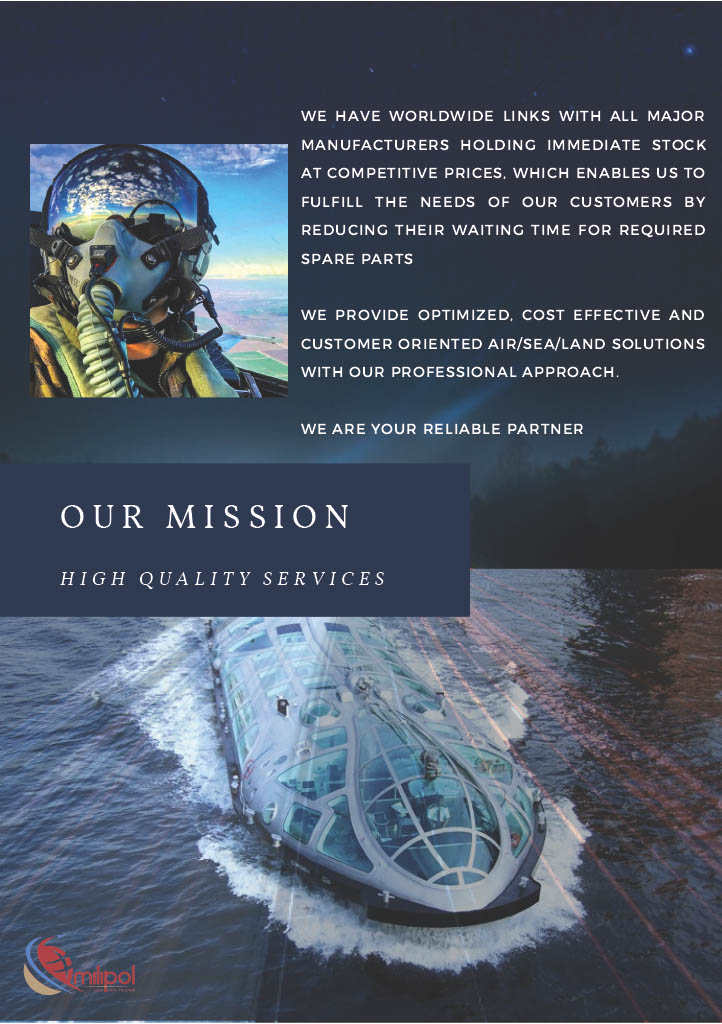 WE HAVE WORLDWIDE LINKS WITH ALL MAJOR
MANUFACTURERS HOLDING IMMEDIATE STOCK
AT COMPETITIVE PRICES, WHICH ENABLES US TO
FULFILL THE NEEDS OF OUR CUSTOMERS BY
REDUCING THEIR WAITING TIME FOR REQUIRED
SPARE PARTS
WE PROVIDE OPTIMIZED, COST EFFECTIVE AND
CUSTOMER ORIENTED AIR/SEA/LAND SOLUTIONS
WITH OUR PROFESSIONAL APPROACH.
WE ARE YOUR RELIABLE PARTNER
OUR MISSION
HIGH QUALITY SERVICES
milipol